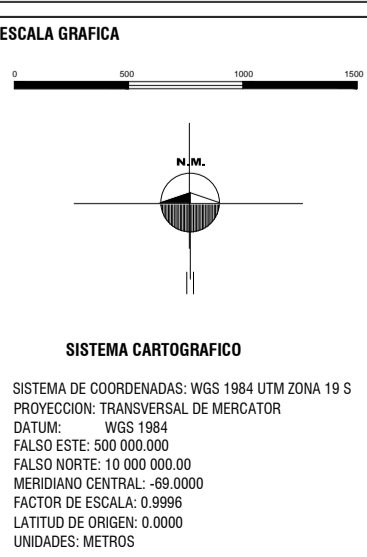 ESCALA GRAFICA
0 500 1000 1500
N.M.
SISTEMA CARTOGRAFICO
SISTEMA DE COORDENADAS: WGS 1984 UTM ZONA 19 S
PROYECCION: TRANSVERSAL DE MERCATOR
DATUM: WGS 1984
FALSO ESTE: 500 000.000
FALSO NORTE: 10 000 000.00
MERIDIANO CENTRAL: -69.0000
FACTOR DE ESCALA: 0.9996
LATITUD DE ORIGEN: 0.0000
UNIDADES: METROS